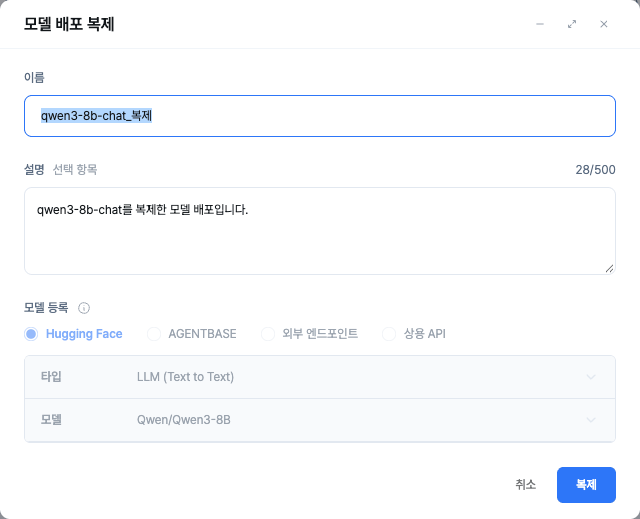 모델 배포 복제
이름
qwen3-8b-chat_복제
설명 선택 항목 28/500
qwen3-8b-chat를 복제한 모델 배포입니다.
모델 등록
Hugging Face AGENTBASE 외부 엔드포인트 상용 API
타입 LLM (Text to Text)
모델 Qwen/Qwen3-8B
취소 복제